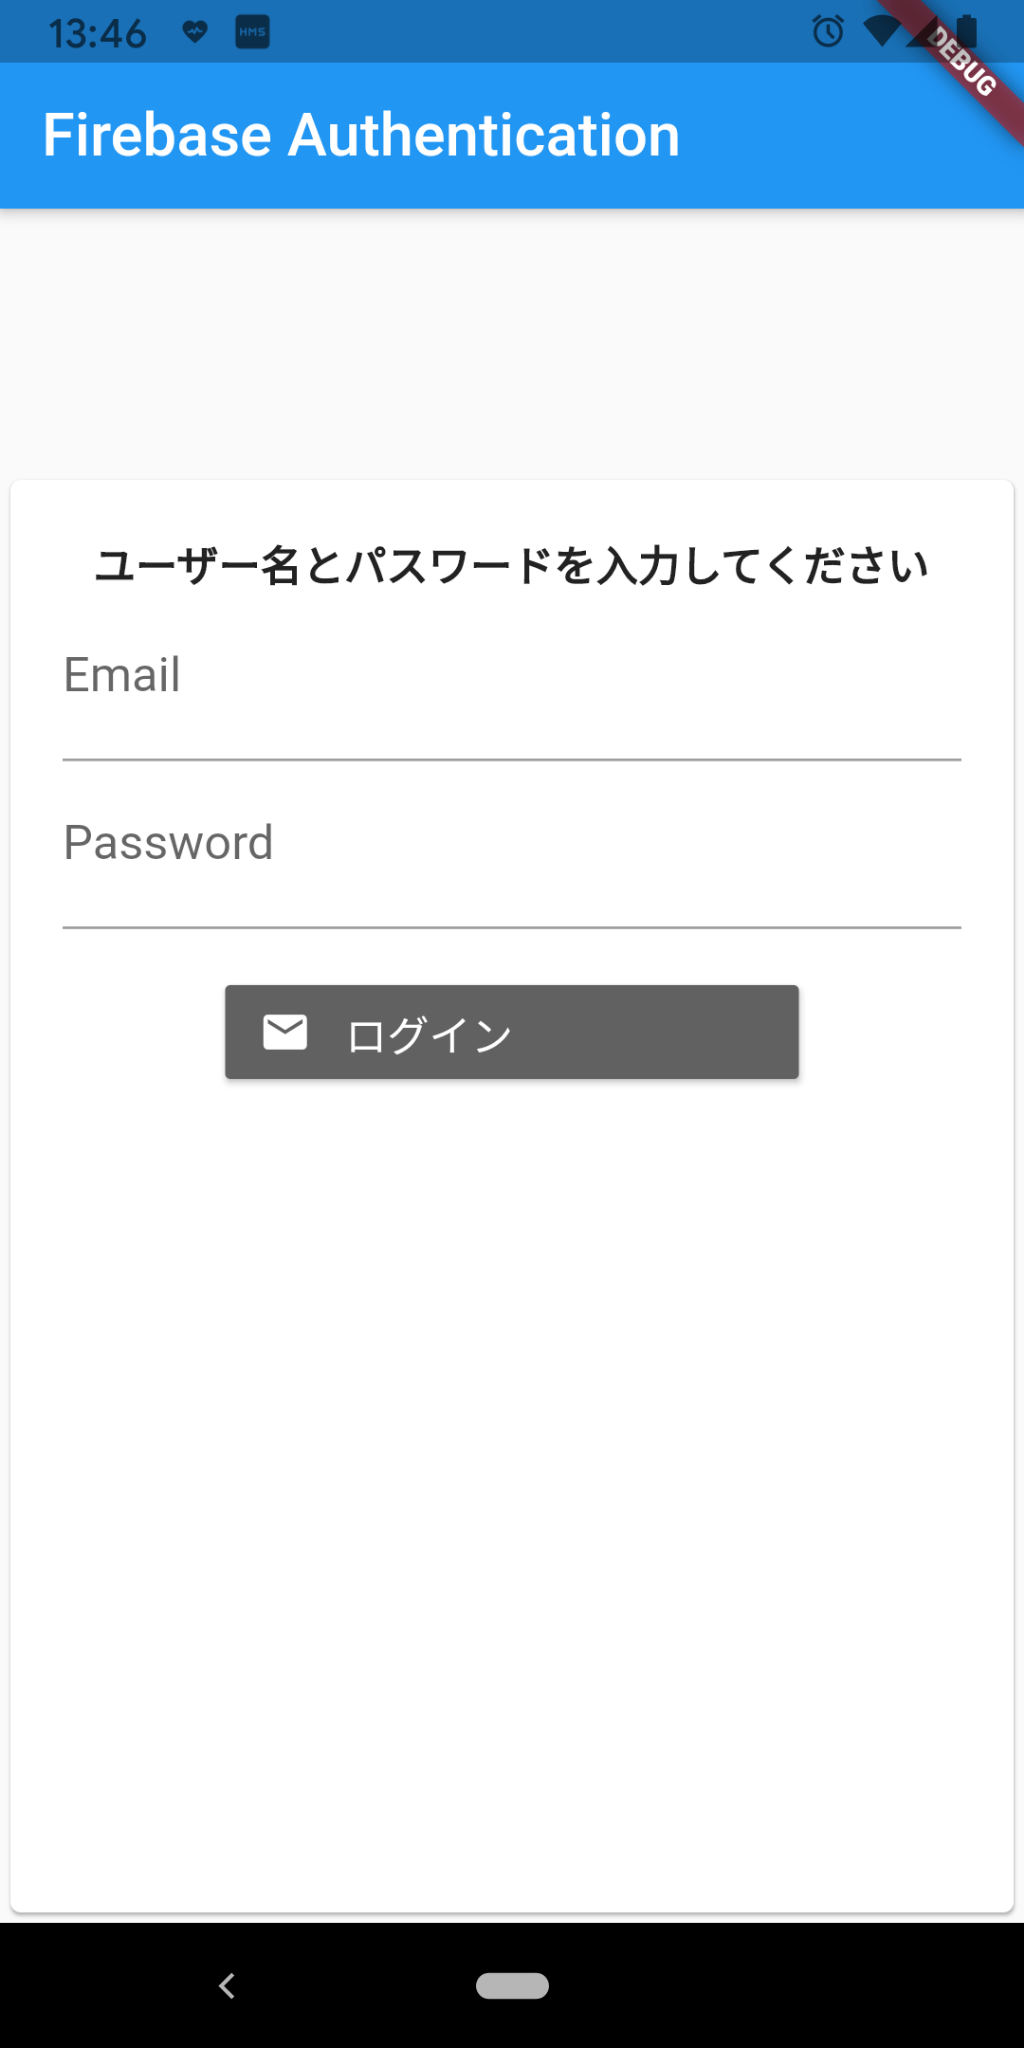 13:46 HMS
DEBUG
Firebase Authentication
ユーザー名とパスワードを入力してください
Email
Password
ログイン